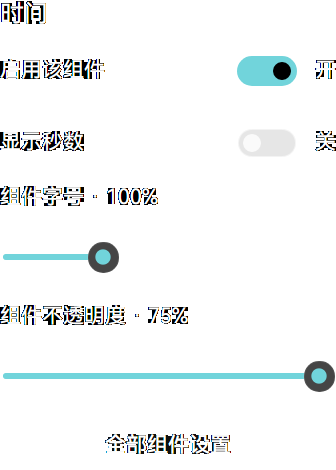 时间
启用该组件 开
显示秒数 关
组件字号 · 100%
组件不透明度 · 75%
全部组件设置